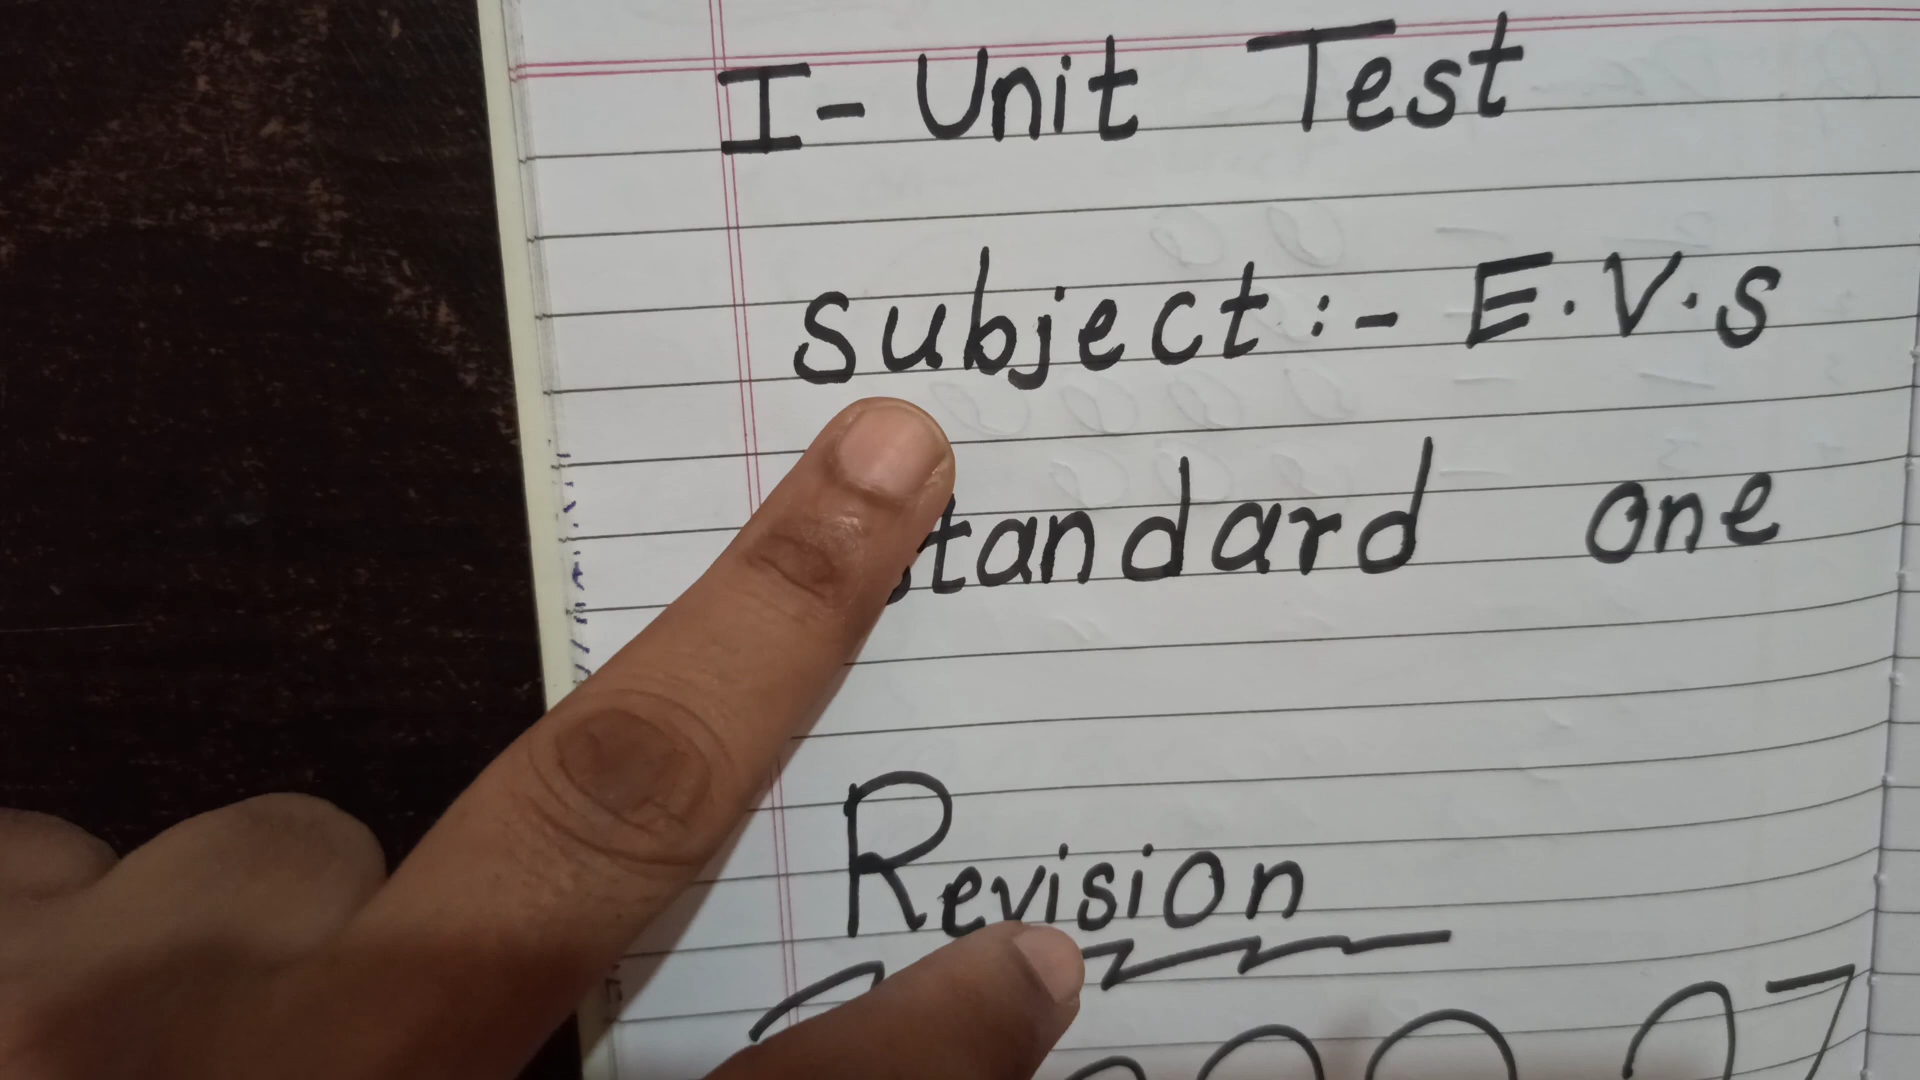 I- Unit Test
Subject :- E.V.S
Standard one
Revision